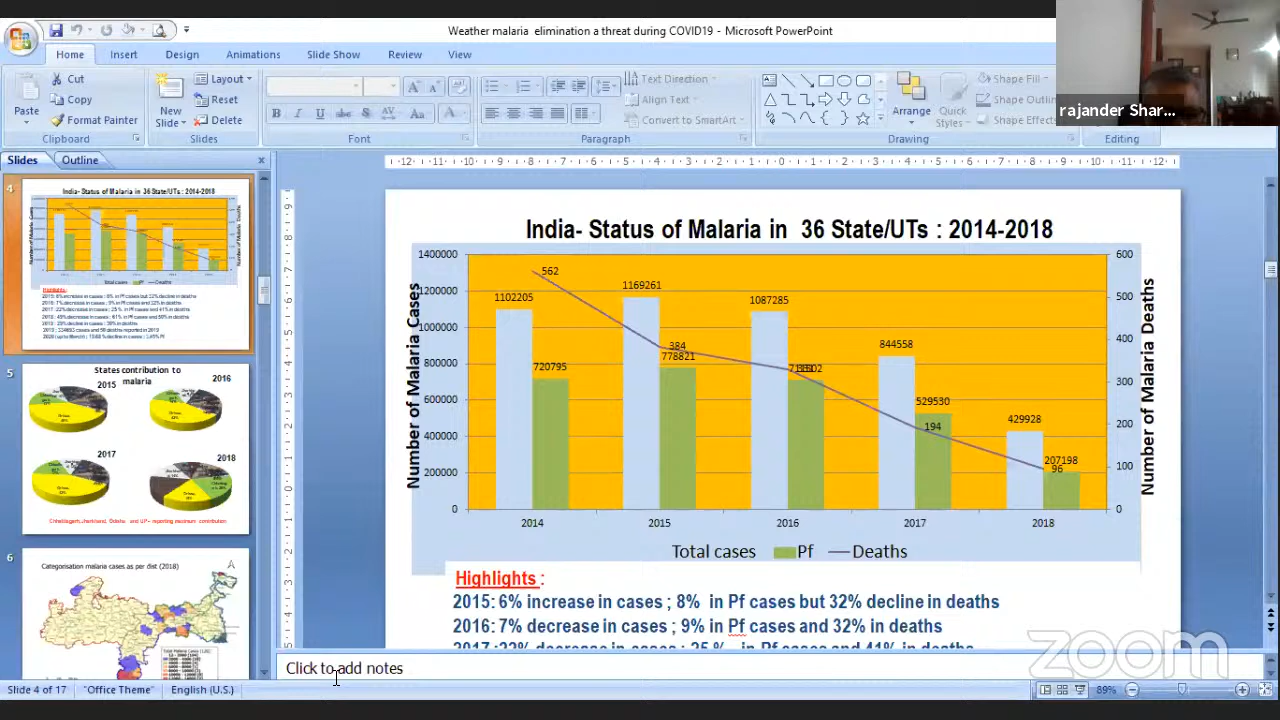 Weather malaria elimination a threat during COVID19 - Microsoft PowerPoint
Home Insert Design Animations Slide Show Review View
Paste
Cut
Copy
Format Painter
Clipboard
New Slide
Layout
Reset
Delete
Slides
B I U S
Font
Text Direction
Align Text
Convert to SmartArt
Paragraph
Arrange
Quick Styles
Shape Fill
Shape Outlin
Shape Effects
Drawing
Editing
rajander Shar...
Slides Outline
4
India- Status of Malaria in 36 State/UTs : 2014-2018
5
States contribution to malaria
2015
2016
2017
2018
6
Categorisation malaria cases as per dist (2018)
India- Status of Malaria in 36 State/UTs : 2014-2018
Number of Malaria Cases
1400000
1200000
1000000
800000
600000
400000
200000
0
1102205
720795
562
1169261
384
778821
1087285
844558
529530
194
429928
207198
96
600
500
400
300
200
100
0
Number of Malaria Deaths
2014 2015 2016 2017 2018
Total cases Pf Deaths
Highlights :
2015: 6% increase in cases ; 8% in Pf cases but 32% decline in deaths
2016: 7% decrease in cases ; 9% in Pf cases and 32% in deaths
zoom
Click to add notes
Slide 4 of 17 "Office Theme" English (U.S.) 89%